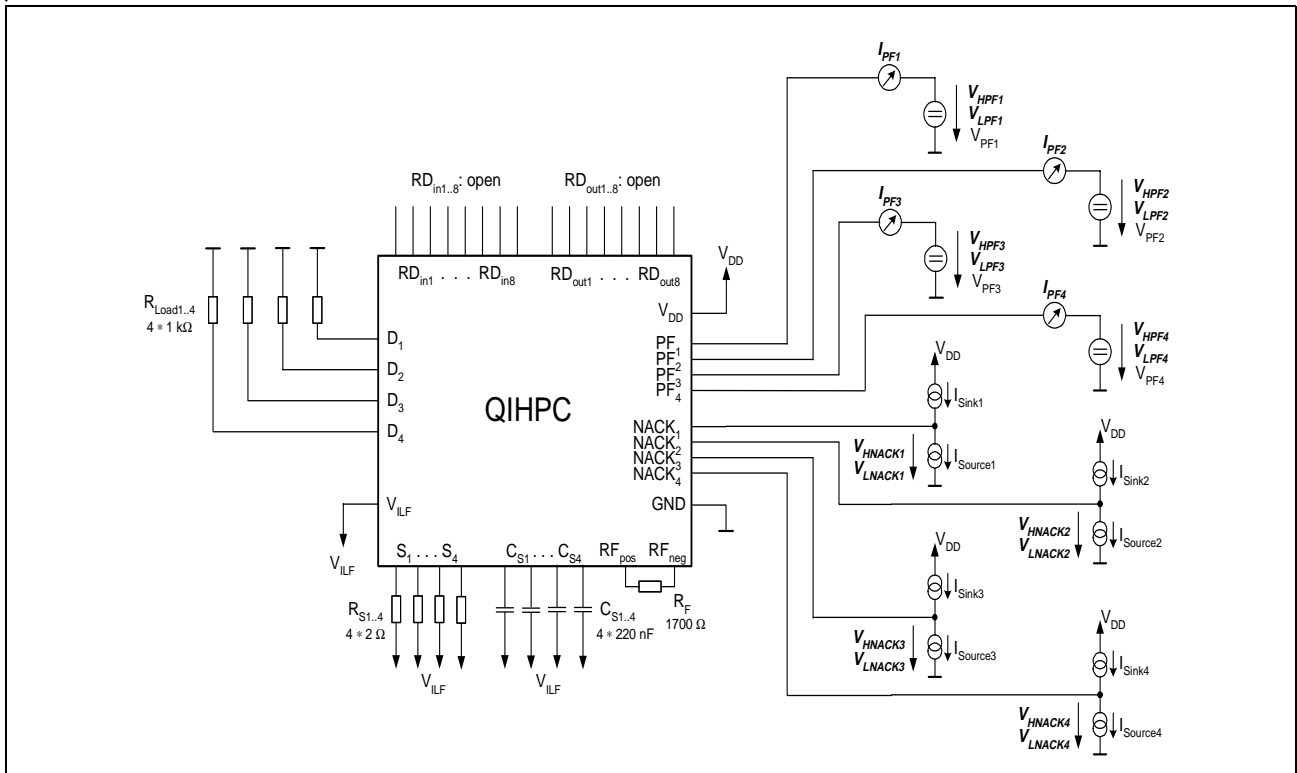 I_PF1
V_HPF1
V_LPF1
V_PF1
I_PF2
V_HPF2
V_LPF2
V_PF2
I_PF3
V_HPF3
V_LPF3
V_PF3
I_PF4
V_HPF4
V_LPF4
V_PF4
RD_in1..8: open
RD_out1..8: open
V_DD
RD_in1 . . . RD_in8
RD_out1 . . . RD_out8
R_Load1..4
4 * 1 kΩ
V_DD
D_1
D_2
D_3
D_4
QIHPC
PF_1
PF_2
PF_3
PF_4
NACK_1
NACK_2
NACK_3
NACK_4
GND
V_ILF
V_ILF
S_1 . . . S_4
C_S1 . . . C_S4
RF_pos
RF_neg
R_S1..4
4 * 2 Ω
V_ILF
C_S1..4
4 * 220 nF
V_ILF
R_F
1700 Ω
V_DD
I_Sink1
V_HNACK1
V_LNACK1
I_Source1
V_DD
I_Sink2
V_HNACK2
V_LNACK2
I_Source2
V_DD
I_Sink3
V_HNACK3
V_LNACK3
I_Source3
V_DD
I_Sink4
V_HNACK4
V_LNACK4
I_Source4